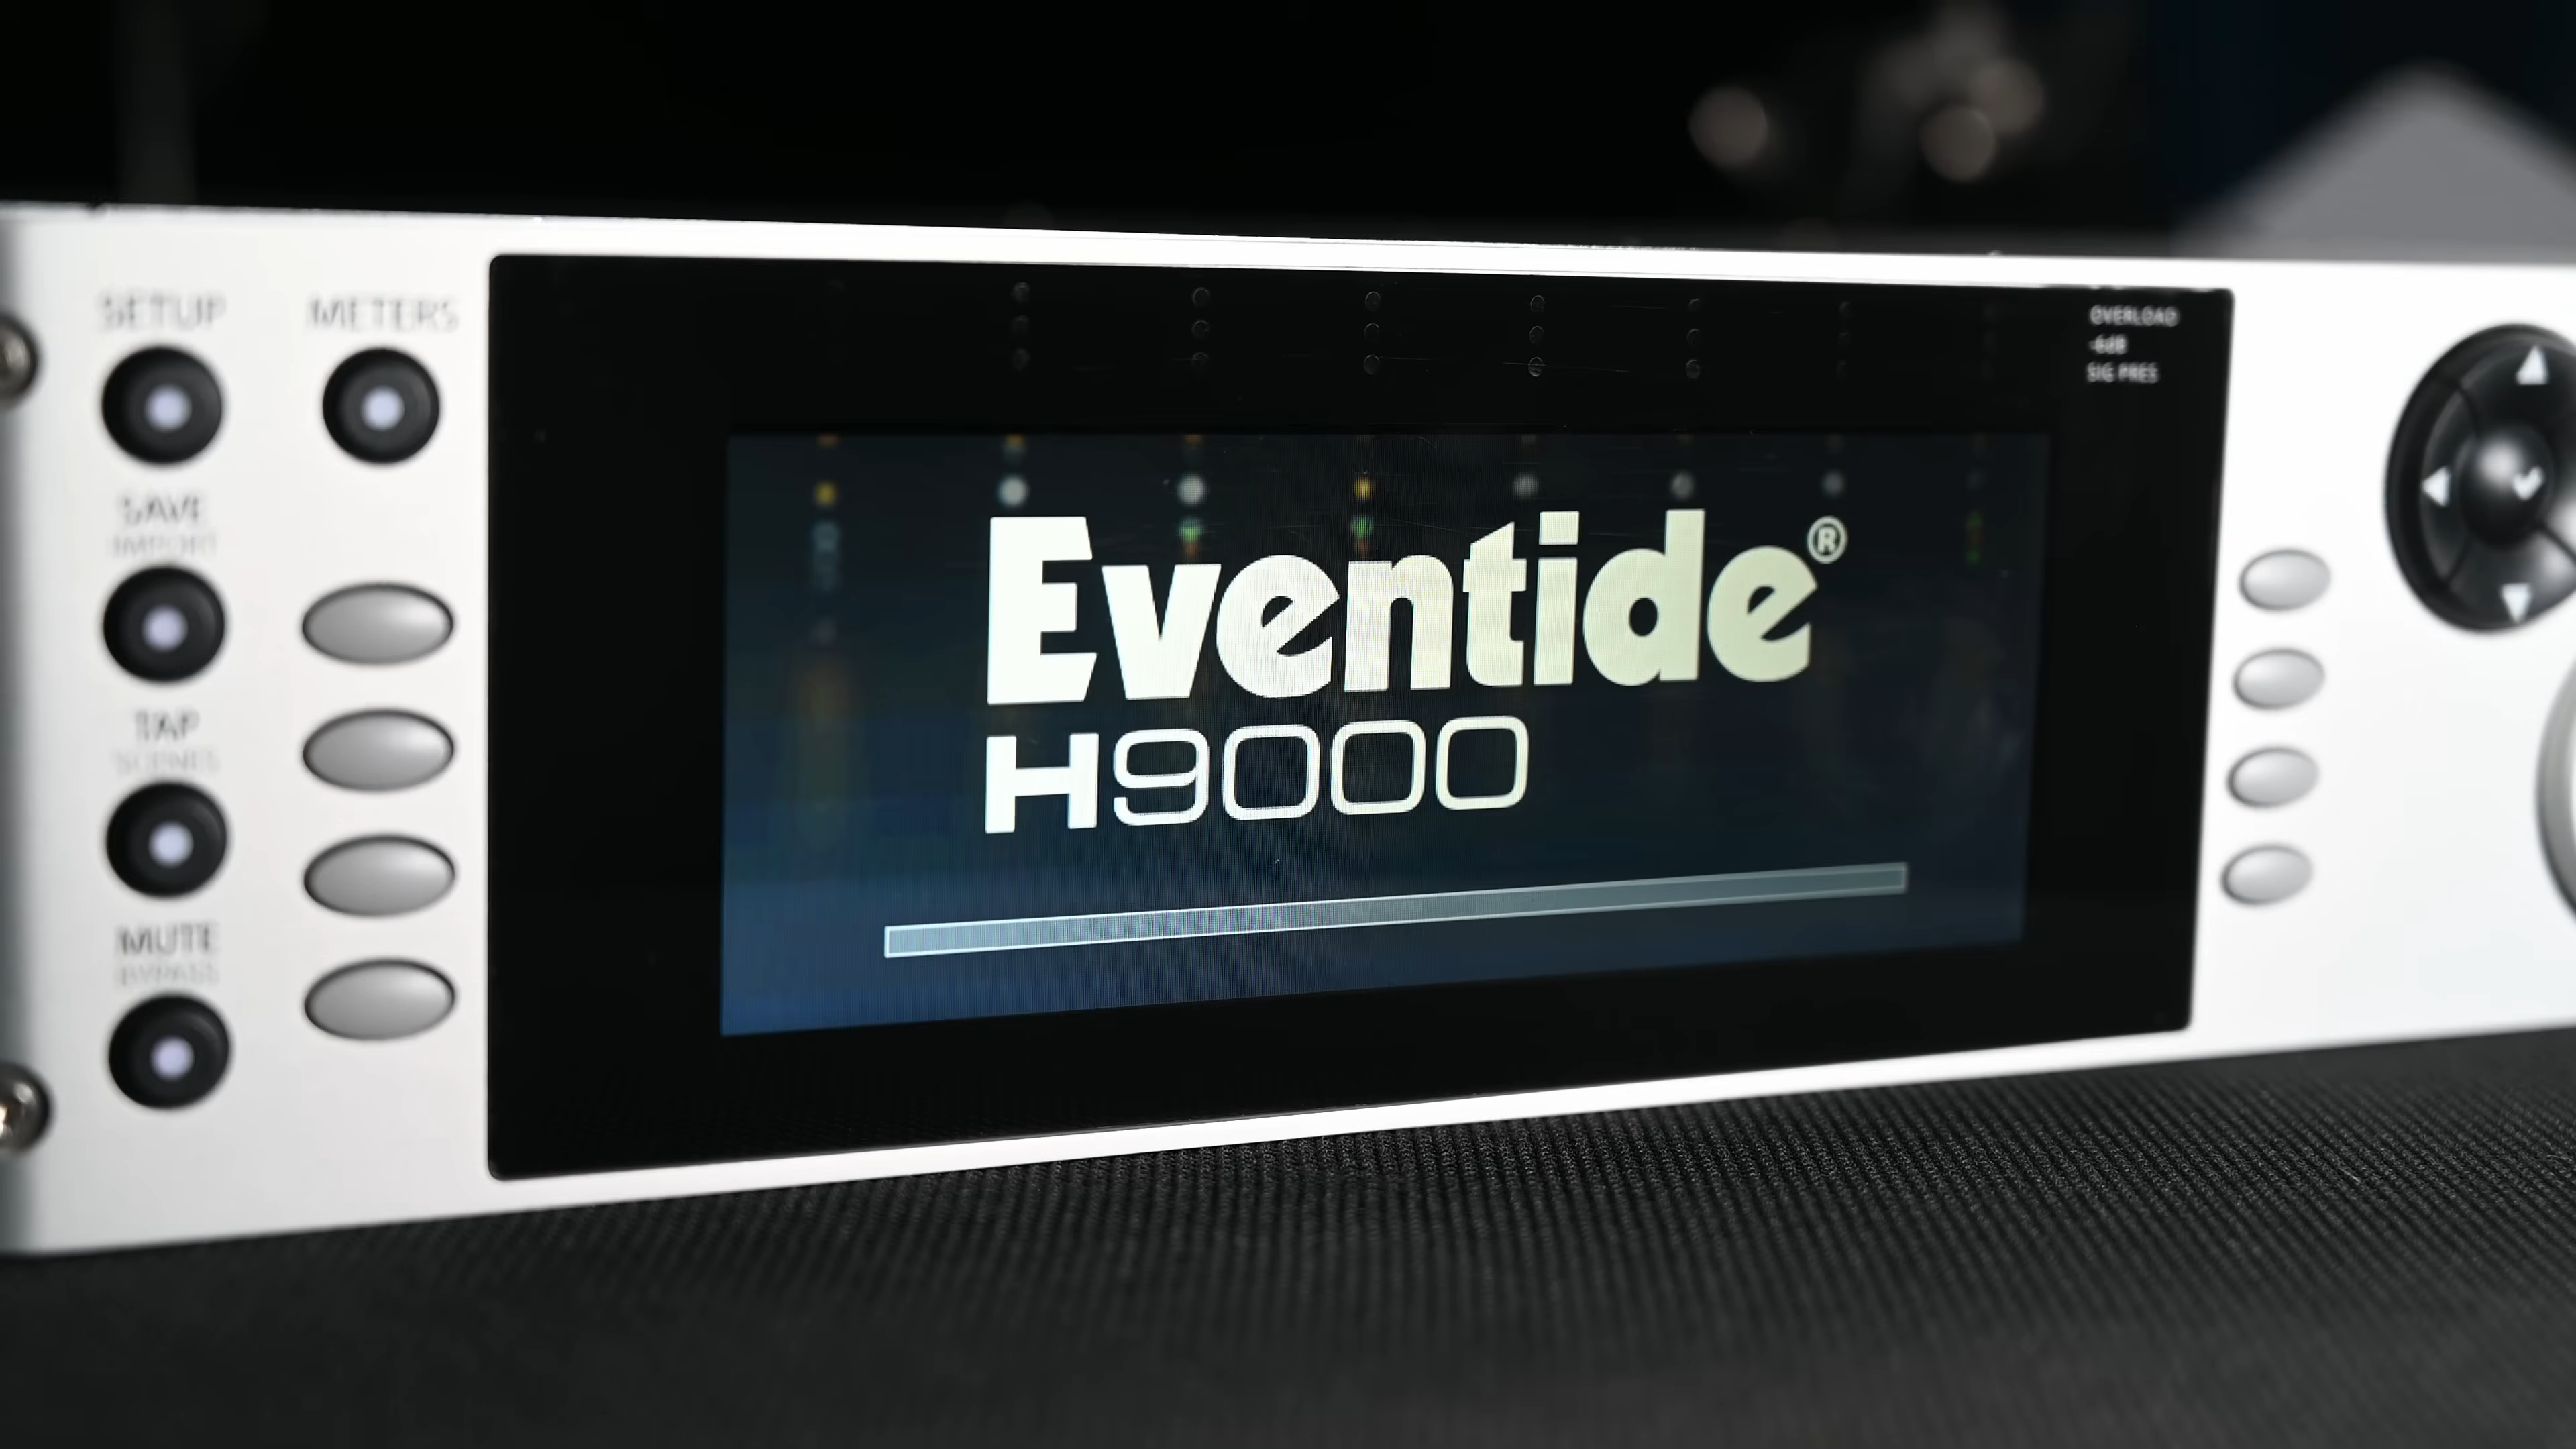 SETUP
METERS
SAVE
IMPORT
TAP
SCENES
MUTE
BYPASS
OVERLOAD
-6dB
SIG PRES
Eventide®
H9000